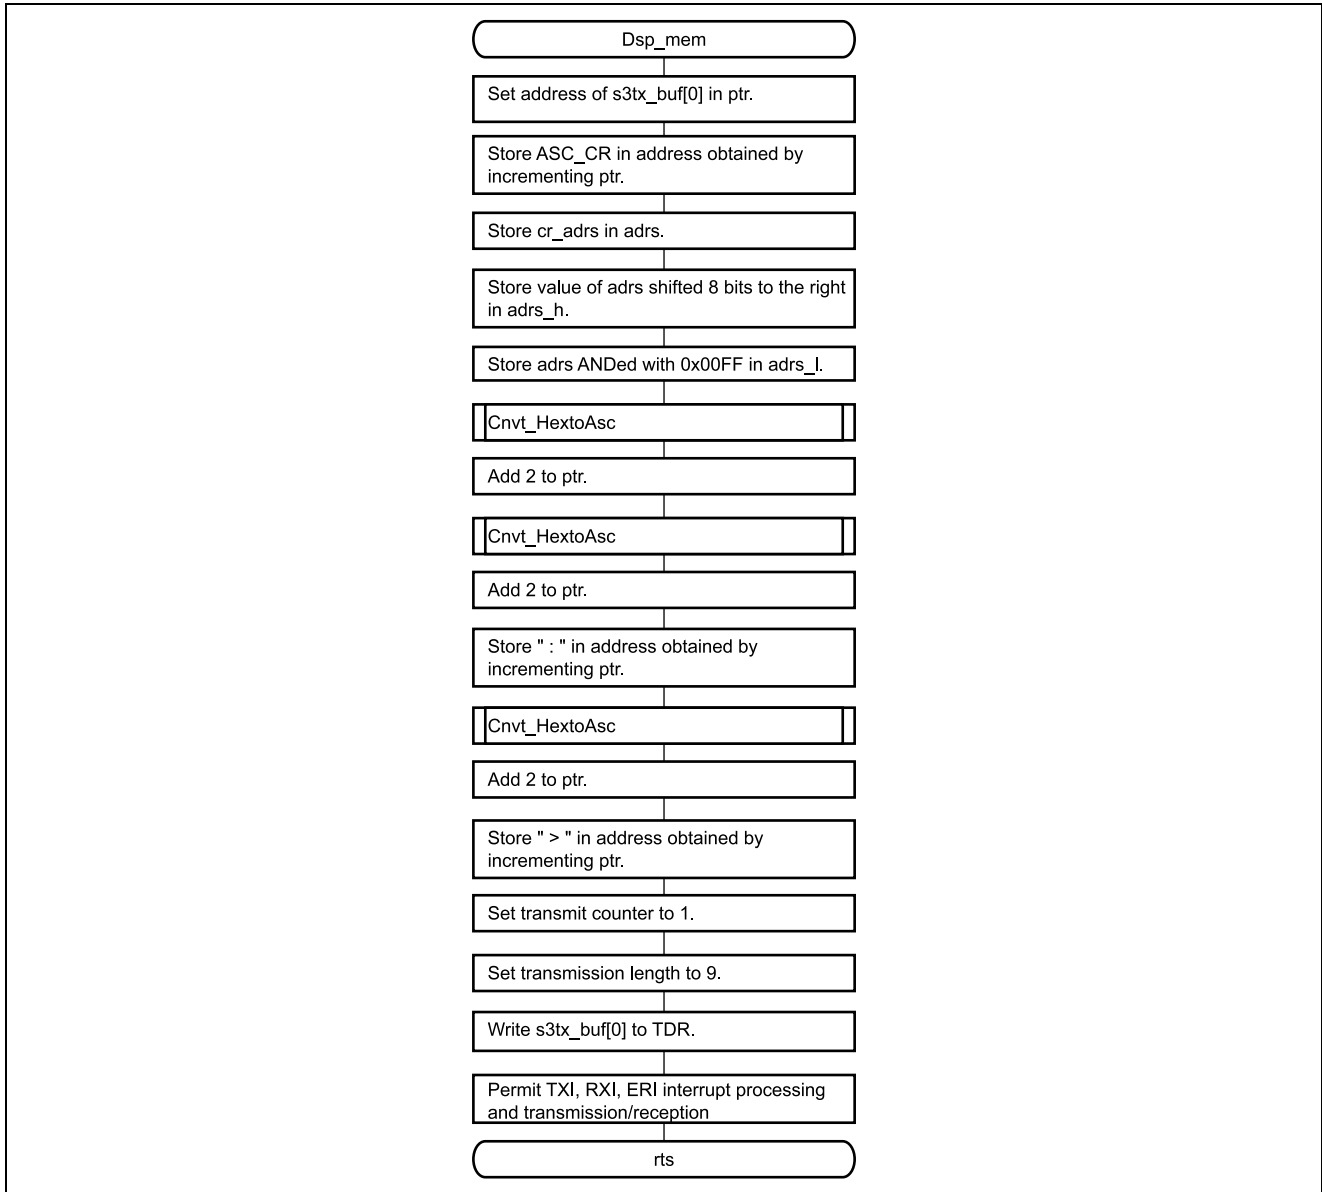 Dsp_mem
Set address of s3tx_buf[0] in ptr.
Store ASC_CR in address obtained by
incrementing ptr.
Store cr_adrs in adrs.
Store value of adrs shifted 8 bits to the right
in adrs_h.
Store adrs ANDed with 0x00FF in adrs_l.
Cnvt_HextoAsc
Add 2 to ptr.
Cnvt_HextoAsc
Add 2 to ptr.
Store " : " in address obtained by
incrementing ptr.
Cnvt_HextoAsc
Add 2 to ptr.
Store " > " in address obtained by
incrementing ptr.
Set transmit counter to 1.
Set transmission length to 9.
Write s3tx_buf[0] to TDR.
Permit TXI, RXI, ERI interrupt processing
and transmission/reception
rts